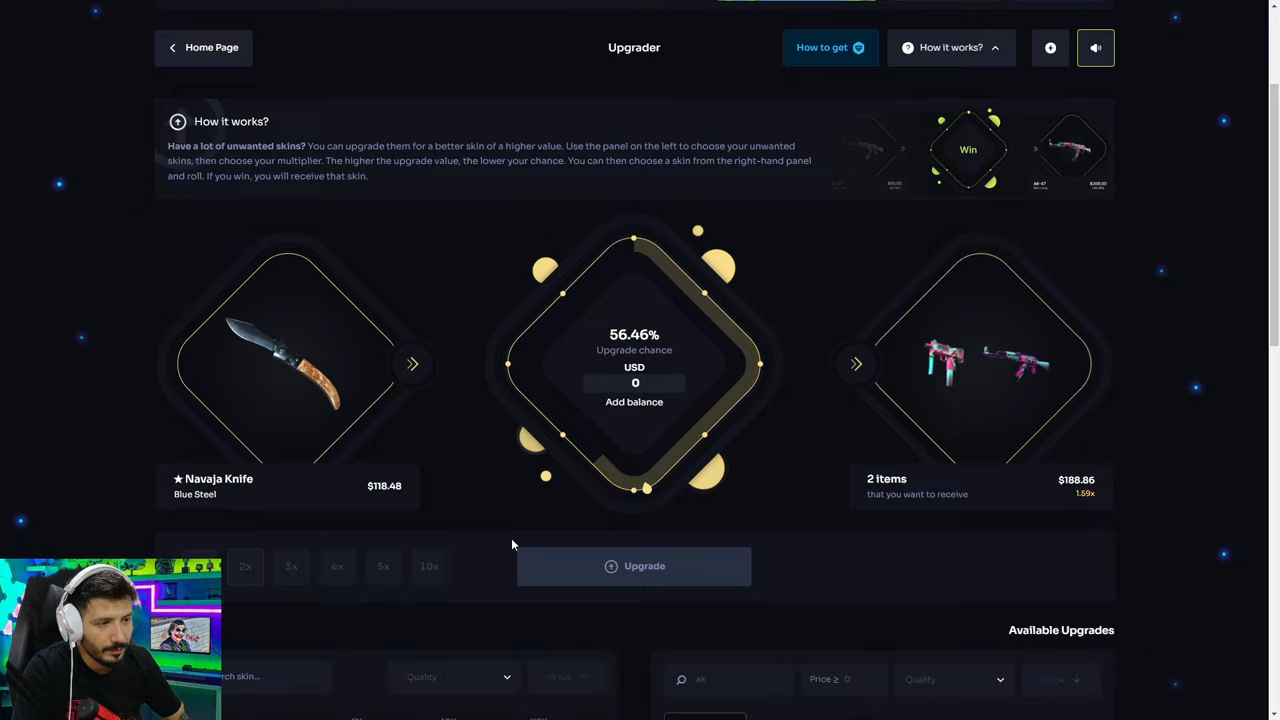 Home Page
Upgrader
How to get
How it works?
How it works?
Have a lot of unwanted skins? You can upgrade them for a better skin of a higher value. Use the panel on the left to choose your unwanted
skins, then choose your multiplier. The higher the upgrade value, the lower your chance. You can then choose a skin from the right-hand panel
and roll. If you win, you will receive that skin.
Win
56.46%
Upgrade chance
USD
0
Add balance
★ Navaja Knife
Blue Steel
$118.48
2 items
that you want to receive
$188.86
1.59x
2x
3x
4x
5x
10x
Upgrade
Available Upgrades
rch skin...
Quality
Price
ak
Price ≥ 0
Quality